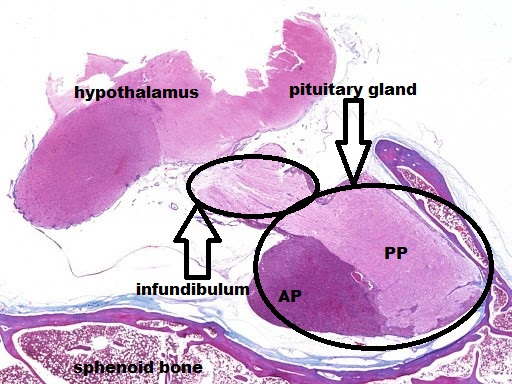 hypothalamus
pituitary gland
PP
infundibulum
AP
sphenoid bone